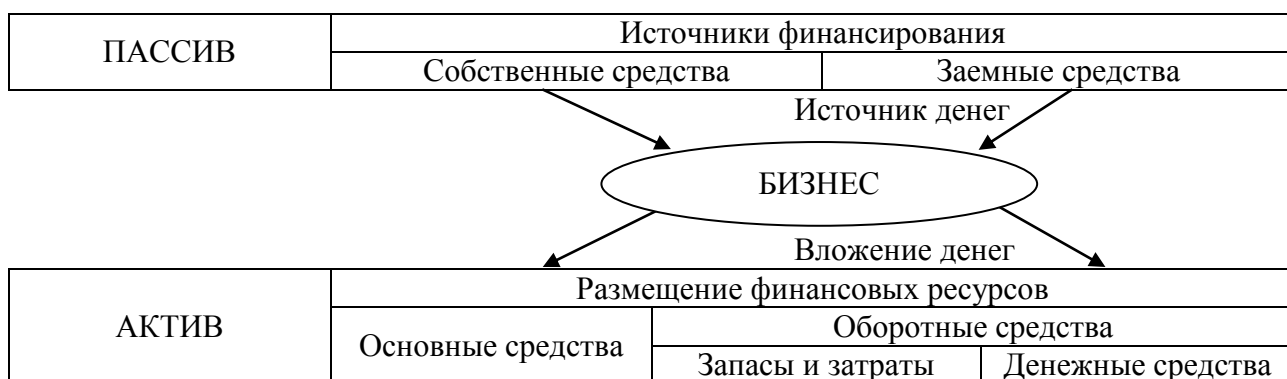 ПАССИВ
Источники финансирования
Собственные средства
Заемные средства
Источник денег
БИЗНЕС
Вложение денег
АКТИВ
Размещение финансовых ресурсов
Основные средства
Оборотные средства
Запасы и затраты
Денежные средства